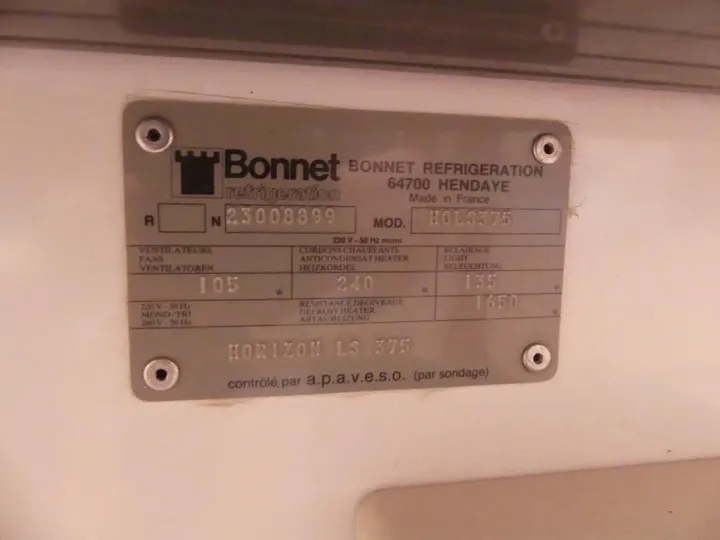 Bonnet
refrigeration
BONNET REFRIGERATION
64700 HENDAYE
Made in France
R N 23008899 MOD. HOLS375
220 V - 50 Hz mono
VENTILATEURS
FANS
VENTILATOREN
105 w
CORDONS CHAUFFANTS
ANTICONDENSAT HEATER
HEIZKORDEL
240 w
ECLAIRAGE
LIGHT
BELEUCHTUNG
135
220 V - 50 Hz
MONO/TRI
380 V - 50 Hz
RESISTANCE DEGIVRAGE
DEFROST HEATER
ABTAUHEIZUNG
1650
HORIZON LS 375
contrôlé par a.p.a.v.e.s.o. (par sondage)